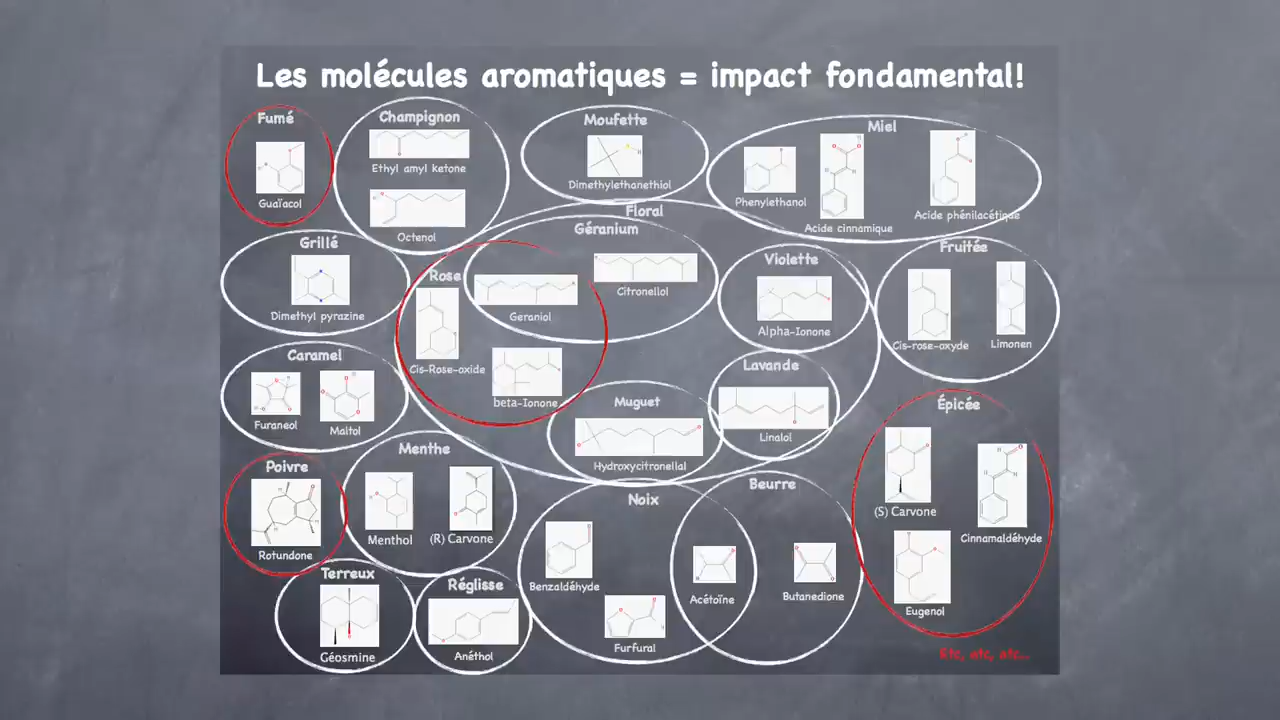 Les molécules aromatiques = impact fondamental!
Fumé
Guaïacol
Champignon
Ethyl amyl ketone
Octenol
Moufette
Dimethylethanethiol
Miel
Phenylethanol
Acide cinnamique
Acide phénilacétique
Grillé
Dimethyl pyrazine
Floral
Géranium
Citronellol
Geraniol
Rose
Cis-Rose-oxide
beta-Ionone
Violette
Alpha-Ionone
Fruitée
Cis-rose-oxyde
Limonen
Caramel
Furaneol
Maltol
Muguet
Hydroxycitronellal
Lavande
Linalol
Épicée
(S) Carvone
Cinnamaldéhyde
Eugenol
Poivre
Rotundone
Menthe
Menthol
(R) Carvone
Noix
Benzaldéhyde
Furfural
Beurre
Acétoïne
Butanedione
Terreux
Géosmine
Réglisse
Anéthol
Etc, etc, etc...